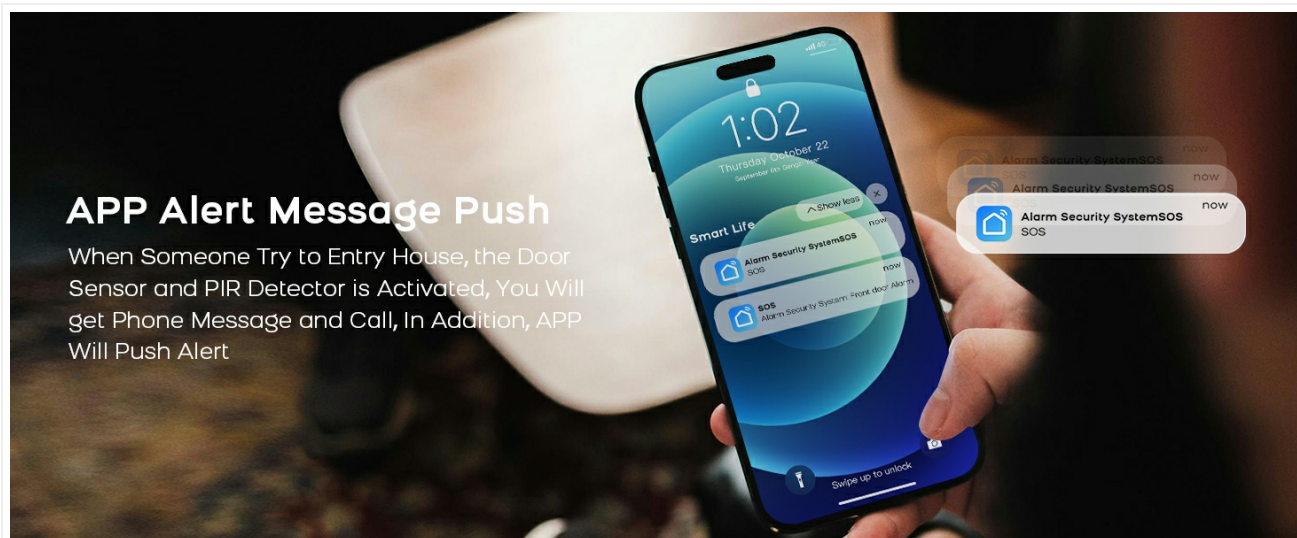 APP Alert Message Push
When Someone Try to Entry House, the Door
Sensor and PIR Detector is Activated, You Will
get Phone Message and Call, In Addition, APP
Will Push Alert
4G
1:02
Thursday October 22
Show less
Smart Life
now
Alarm Security SystemSOS
SOS
now
SOS
Alarm Security System: Front door Alarm
Swipe up to unlock
now
Alarm Security SystemSOS
SOS
now
Alarm Security SystemSOS
now
Alarm Security SystemSOS
SOS